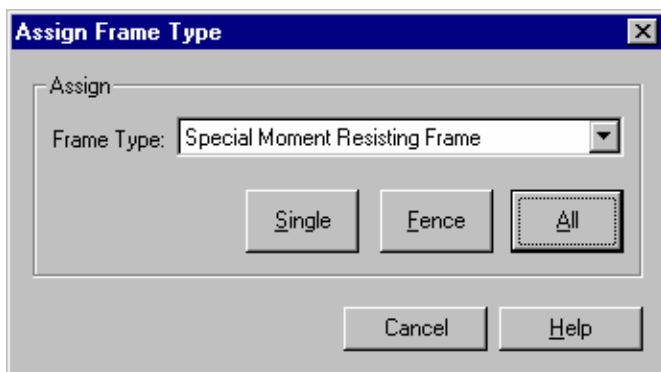 Assign Frame Type
Assign
Frame Type: Special Moment Resisting Frame
Single Fence All
Cancel Help